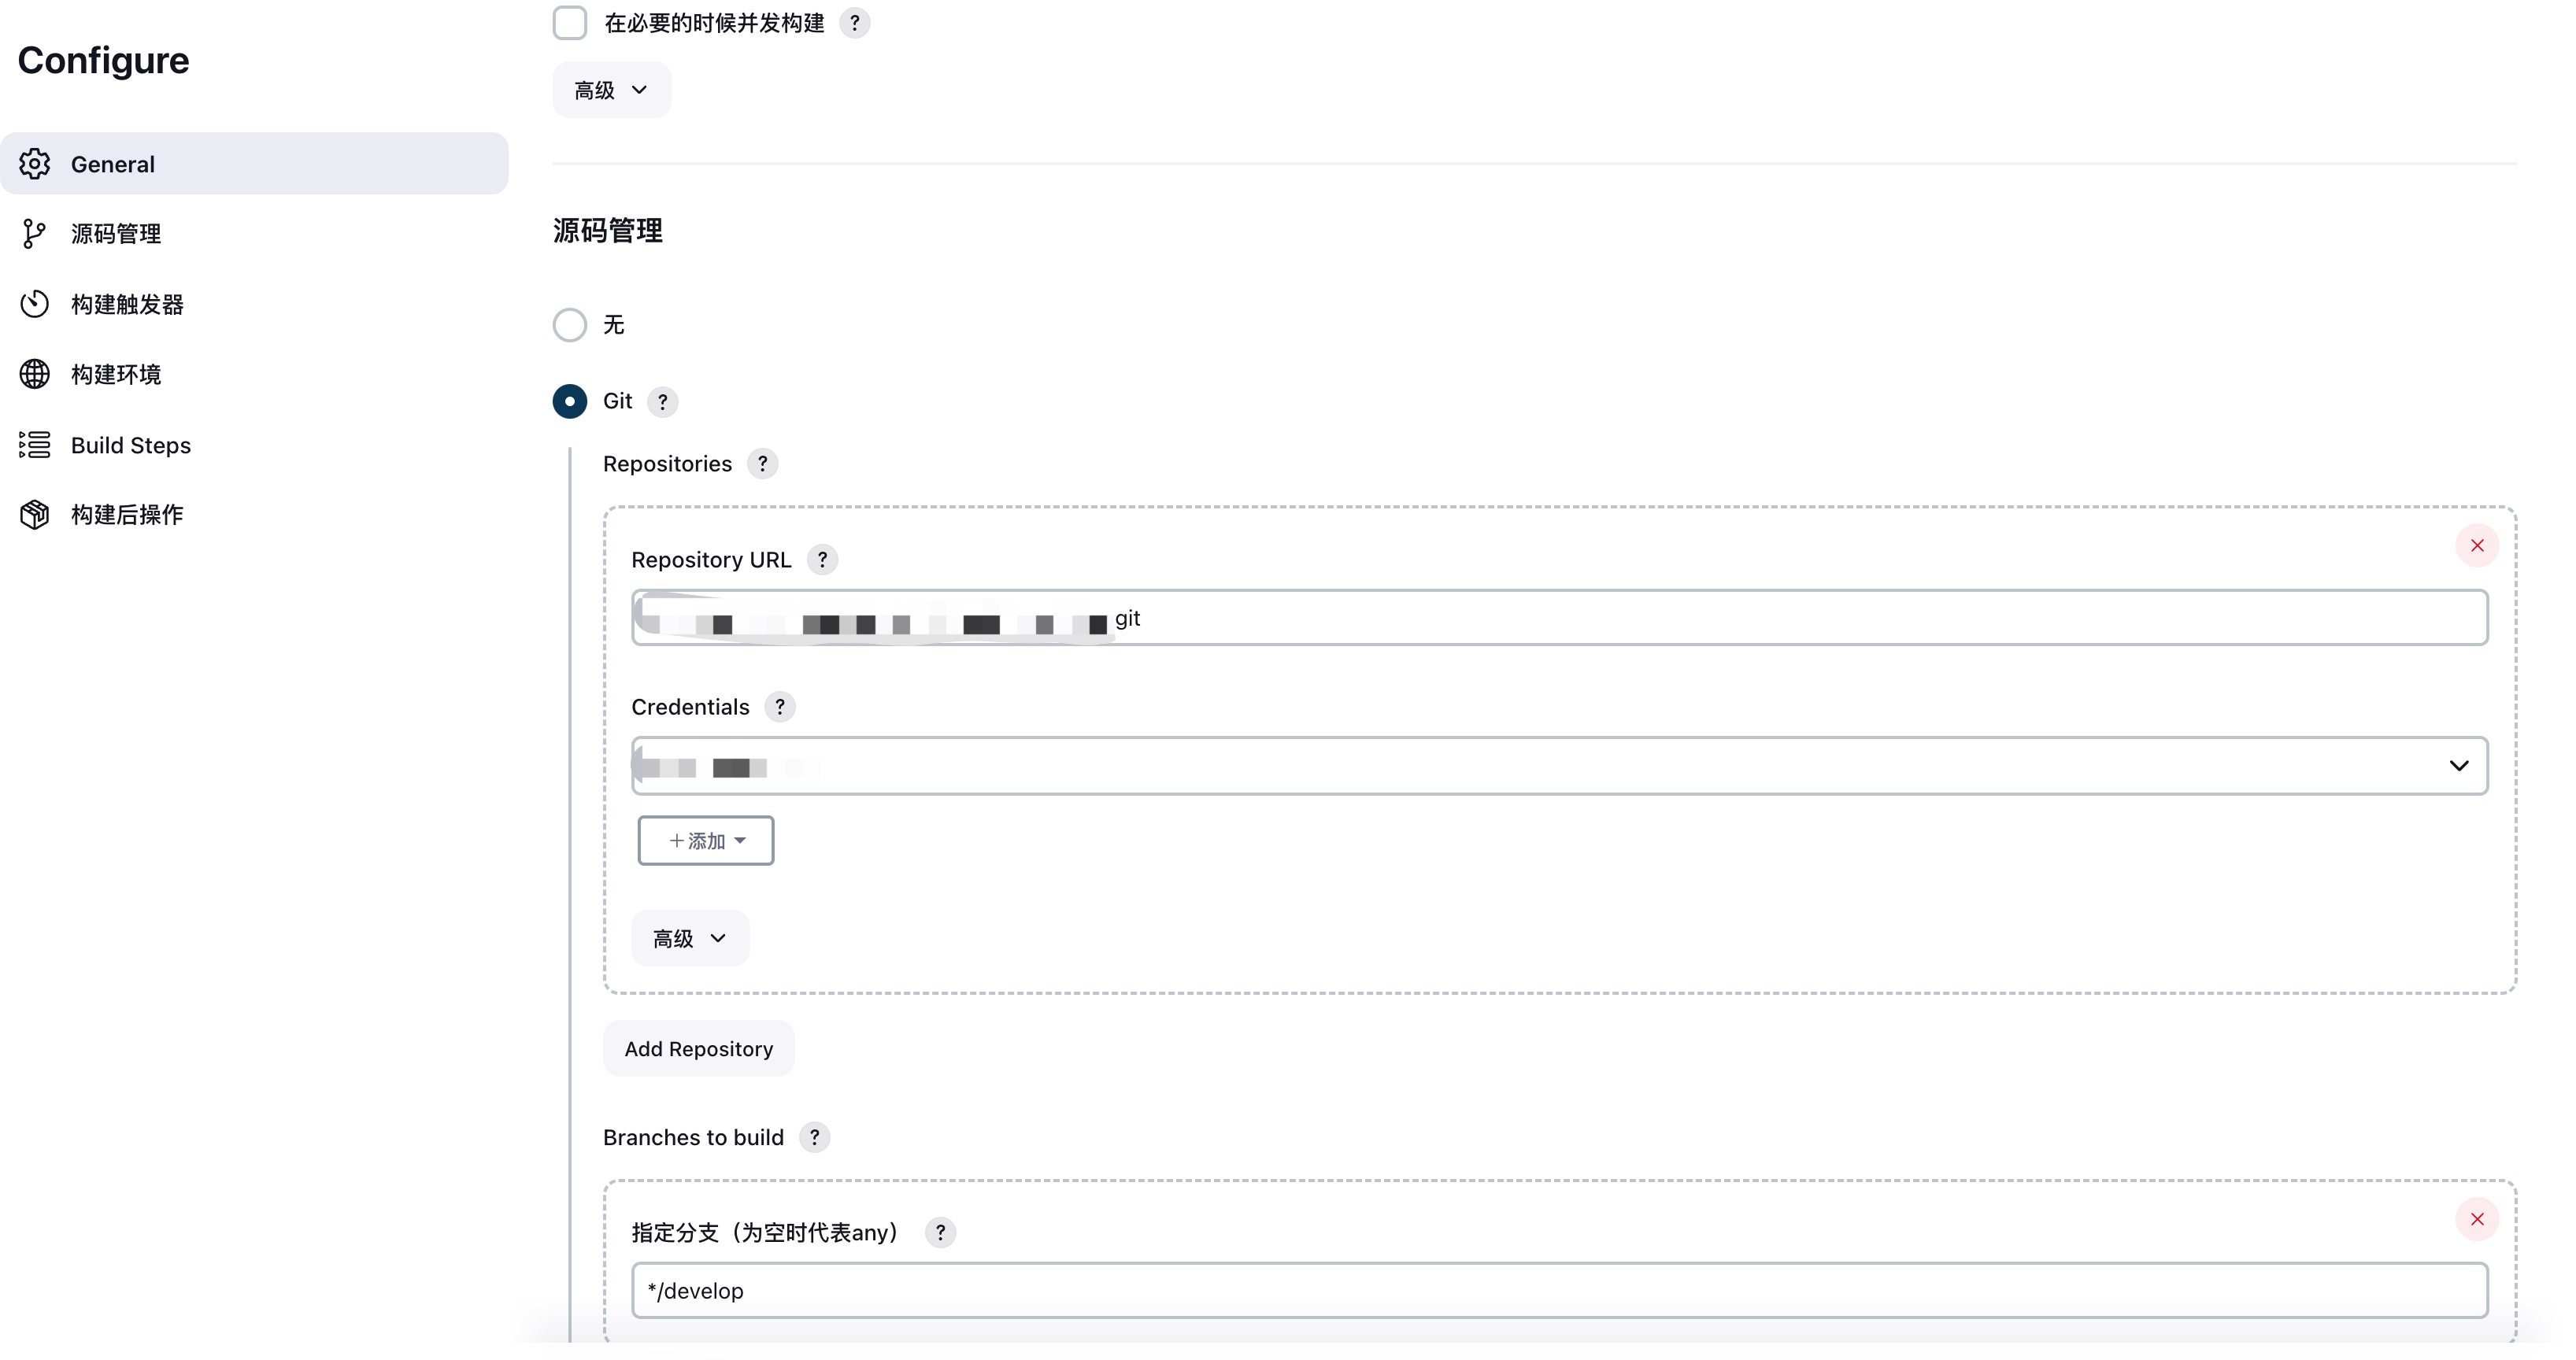 Configure
General
源码管理
构建触发器
构建环境
Build Steps
构建后操作
在必要的时候并发构建 ?
高级
源码管理
无
Git ?
Repositories ?
Repository URL ?
git
Credentials ?
+添加
高级
Add Repository
Branches to build ?
指定分支（为空时代表any） ?
*/develop